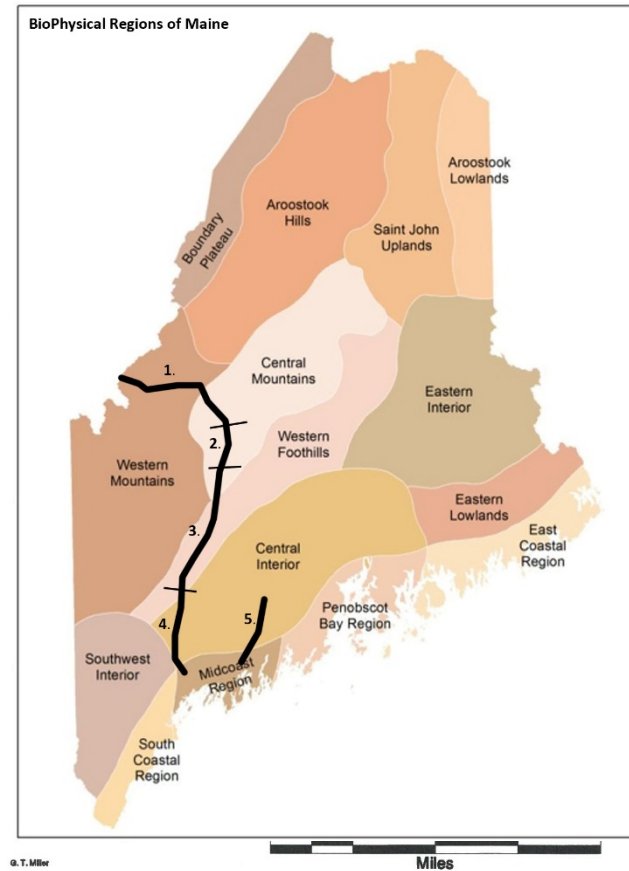 BioPhysical Regions of Maine
Aroostook
Lowlands
Aroostook
Hills
Saint John
Uplands
Boundary
Plateau
1.
Central
Mountains
Eastern
Interior
2.
Western
Foothills
Western
Mountains
Eastern
Lowlands
3.
Central
Interior
East
Coastal
Region
Penobscot
Bay Region
4.
5.
Southwest
Interior
Midcoast
Region
South
Coastal
Region
G. T. Miller
Miles